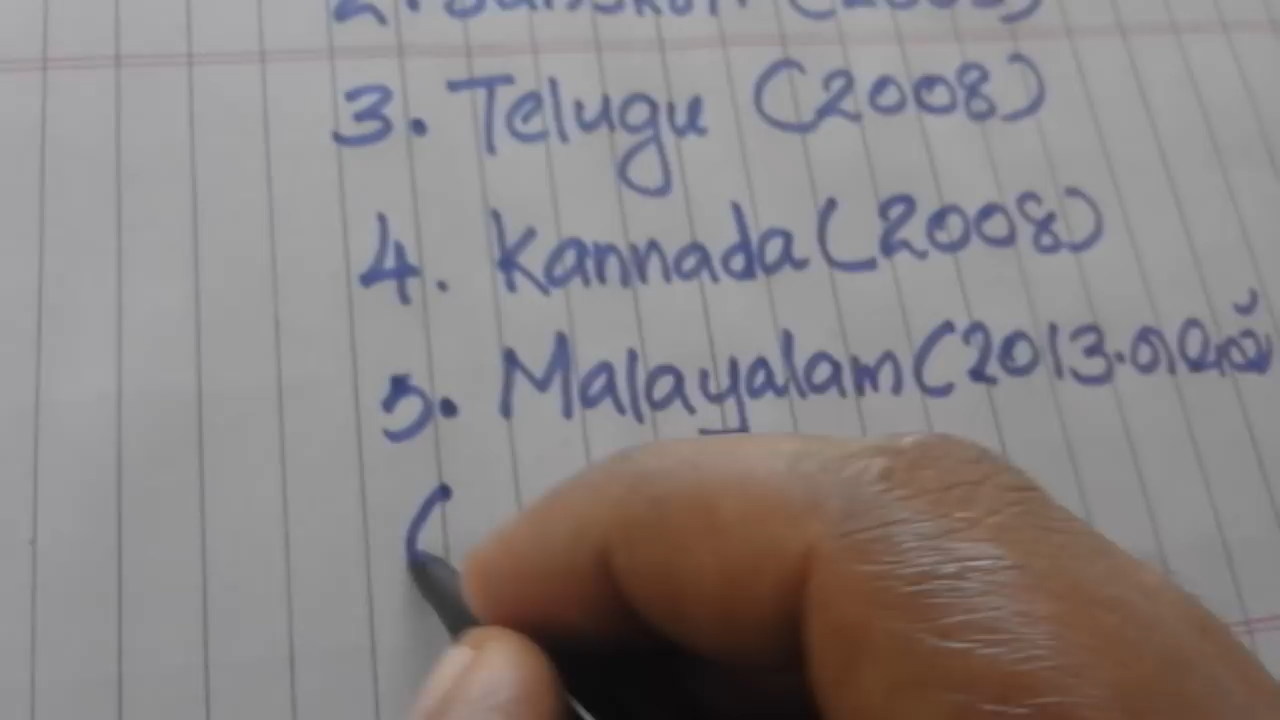 3. Telugu (2008)
4. Kannada (2008)
5. Malayalam (2013.